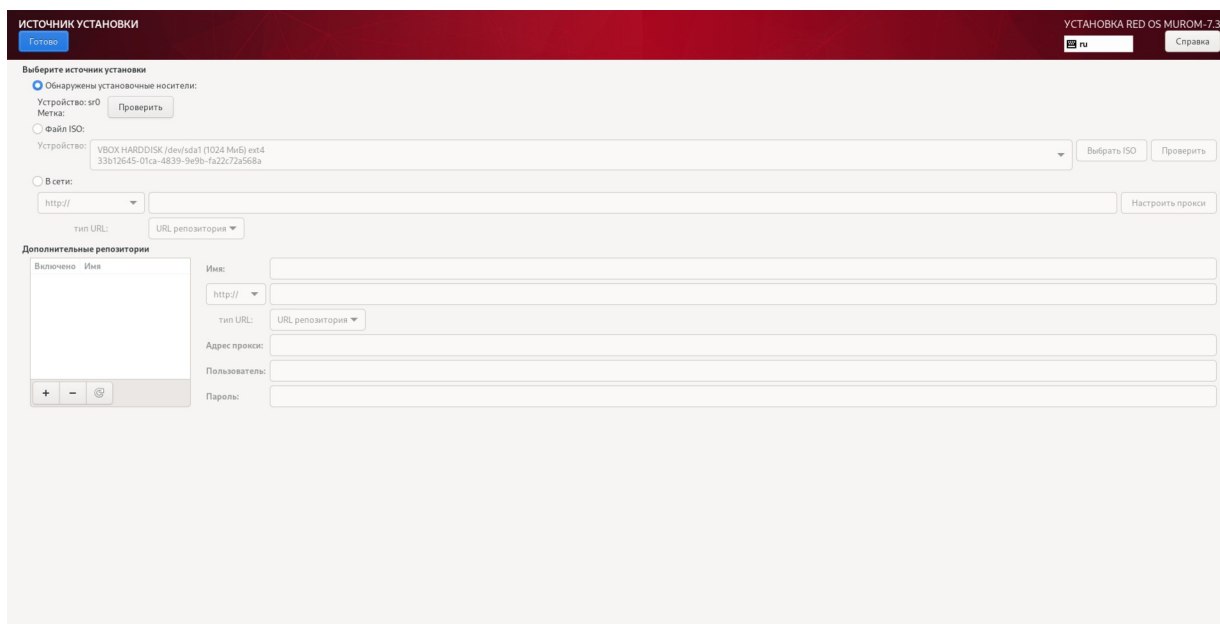 ИСТОЧНИК УСТАНОВКИ
Готово
УСТАНОВКА RED OS MUROM-7.3
ru
Справка
Выберите источник установки
Обнаружены установочные носители:
Устройство: sr0
Метка:
Проверить
Файл ISO:
Устройство:
VBOX HARDDISK /dev/sda1 (1024 МиБ) ext4
33b12645-01ca-4839-9e9b-fa22c72a568a
Выбрать ISO
Проверить
В сети:
http://
Настроить прокси
тип URL:
URL репозитория
Дополнительные репозитории
Включено Имя
Имя:
http://
тип URL:
URL репозитория
Адрес прокси:
Пользователь:
Пароль:
+ −